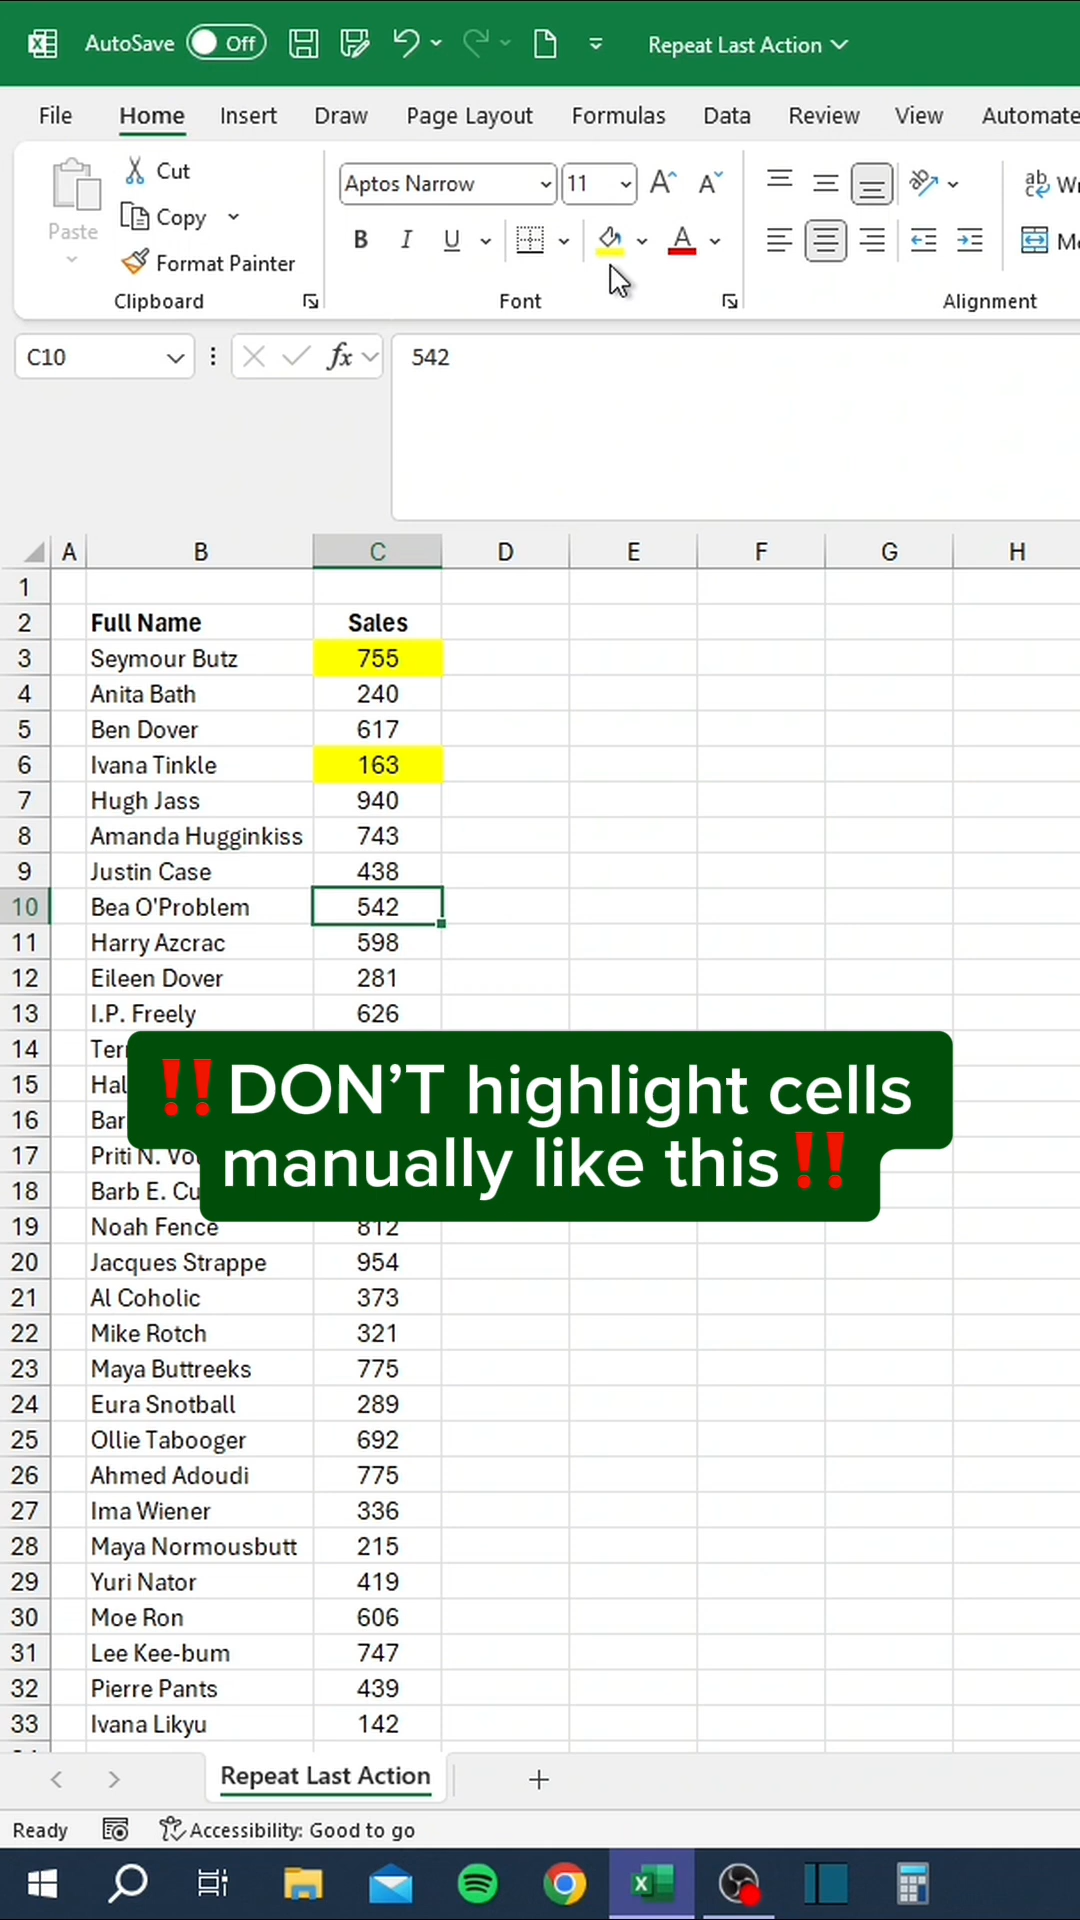 AutoSave Off Repeat Last Action
File Home Insert Draw Page Layout Formulas Data Review View Automate
Paste
Cut
Copy
Format Painter
Clipboard
Aptos Narrow 11
B I U A
Font
Alignment
C10 fx 542
A B C D E F G H
1
2 Full Name Sales
3 Seymour Butz 755
4 Anita Bath 240
5 Ben Dover 617
6 Ivana Tinkle 163
7 Hugh Jass 940
8 Amanda Hugginkiss 743
9 Justin Case 438
10 Bea O'Problem 542
11 Harry Azcrac 598
12 Eileen Dover 281
13 I.P. Freely 626
14
15
16
17 Priti N.
18 Barb E.
19 Noah Fence 812
20 Jacques Strappe 954
21 Al Coholic 373
22 Mike Rotch 321
23 Maya Buttreeks 775
24 Eura Snotball 289
25 Ollie Tabooger 692
26 Ahmed Adoudi 775
27 Ima Wiener 336
28 Maya Normousbutt 215
29 Yuri Nator 419
30 Moe Ron 606
31 Lee Kee-bum 747
32 Pierre Pants 439
33 Ivana Likyu 142
‼️DON’T highlight cells
manually like this‼️
Repeat Last Action
Ready Accessibility: Good to go